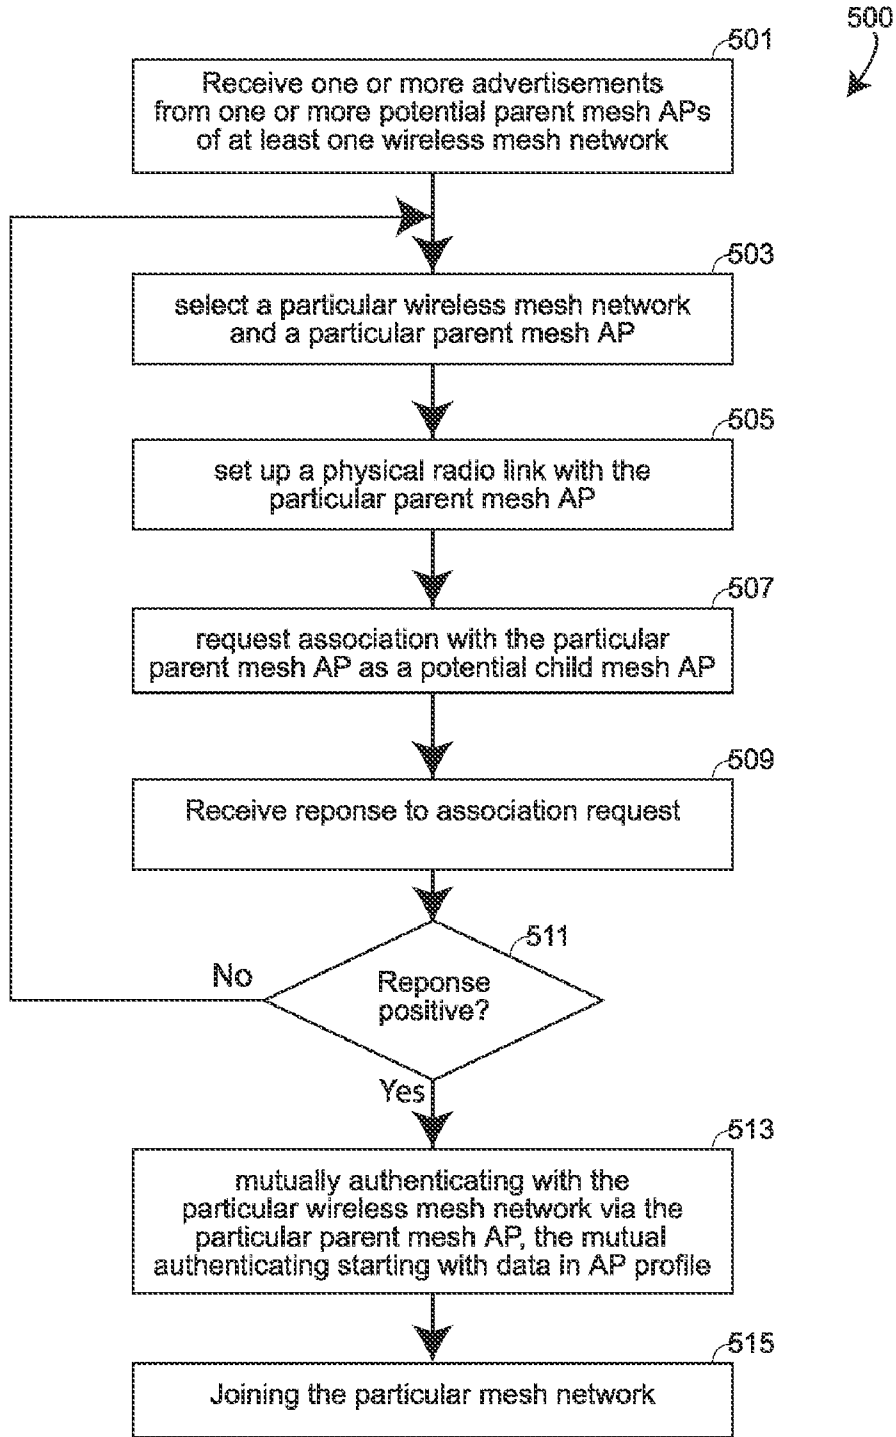 500
501
Receive one or more advertisements
from one or more potential parent mesh APs
of at least one wireless mesh network
503
select a particular wireless mesh network
and a particular parent mesh AP
505
set up a physical radio link with the
particular parent mesh AP
507
request association with the particular
parent mesh AP as a potential child mesh AP
509
Receive reponse to association request
511
Reponse
positive?
No
Yes
513
mutually authenticating with the
particular wireless mesh network via the
particular parent mesh AP, the mutual
authenticating starting with data in AP profile
515
Joining the particular mesh network